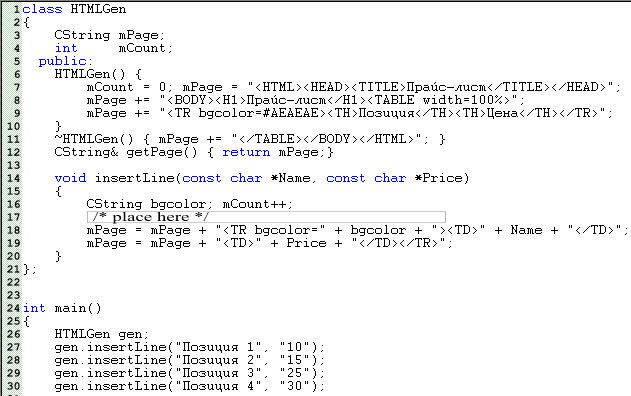 1 class HTMLGen
2 {
3     CString mPage;
4     int     mCount;
5   public:
6     HTMLGen() {
7         mCount = 0; mPage = "<HTML><HEAD><TITLE>Прайс-лист</TITLE></HEAD>";
8         mPage += "<BODY><H1>Прайс-лист</H1><TABLE width=100%>";
9         mPage += "<TR bgcolor=#AEAEAE><TH>Позиция</TH><TH>Цена</TH></TR>";
10     }
11     ~HTMLGen() { mPage += "</TABLE></BODY></HTML>"; }
12     CString& getPage() { return mPage;}
13
14     void insertLine(const char *Name, const char *Price)
15     {
16         CString bgcolor; mCount++;
17         /* place here */
18         mPage = mPage + "<TR bgcolor=" + bgcolor + "><TD>" + Name + "</TD>";
19         mPage = mPage + "<TD>" + Price + "</TD></TR>";
20     }
21 };
22
23
24 int main()
25 {
26     HTMLGen gen;
27     gen.insertLine("Позиция 1", "10");
28     gen.insertLine("Позиция 2", "15");
29     gen.insertLine("Позиция 3", "25");
30     gen.insertLine("Позиция 4", "30");